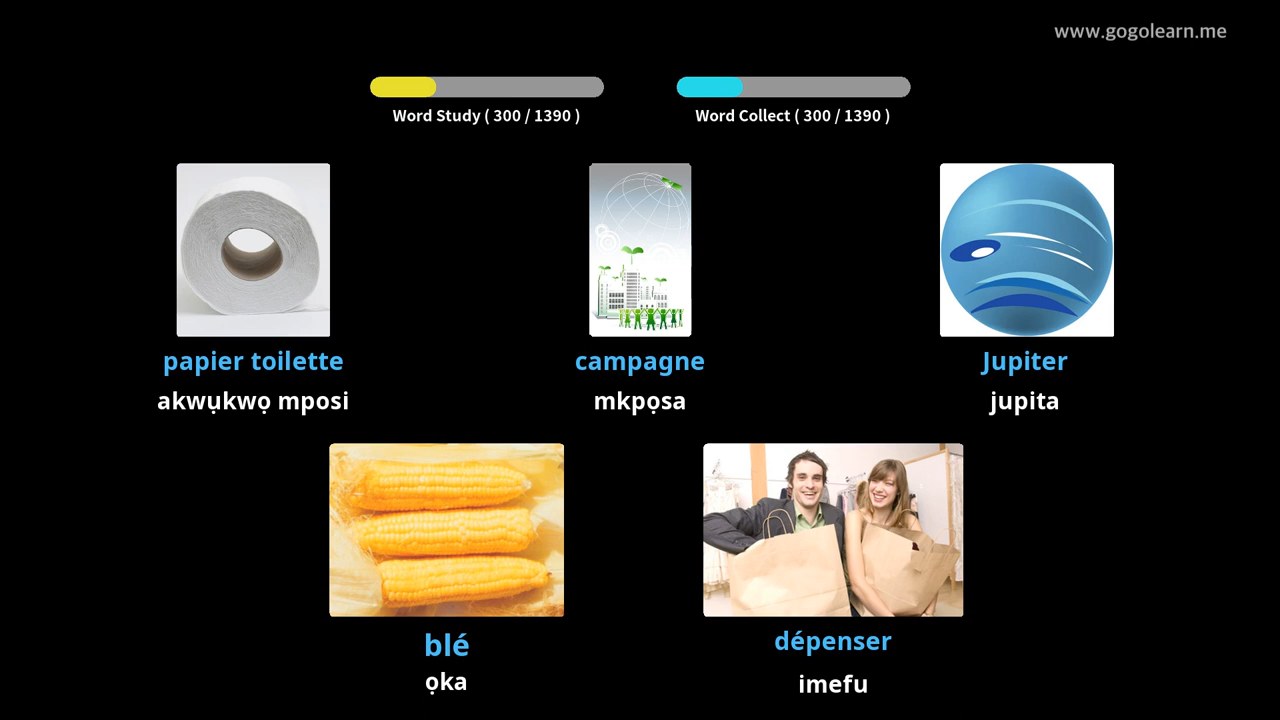 www.gogolearn.me
Word Study ( 300 / 1390 )
Word Collect ( 300 / 1390 )
papier toilette
akwụkwọ mposi
campagne
mkpọsa
Jupiter
jupita
blé
ọka
dépenser
imefu